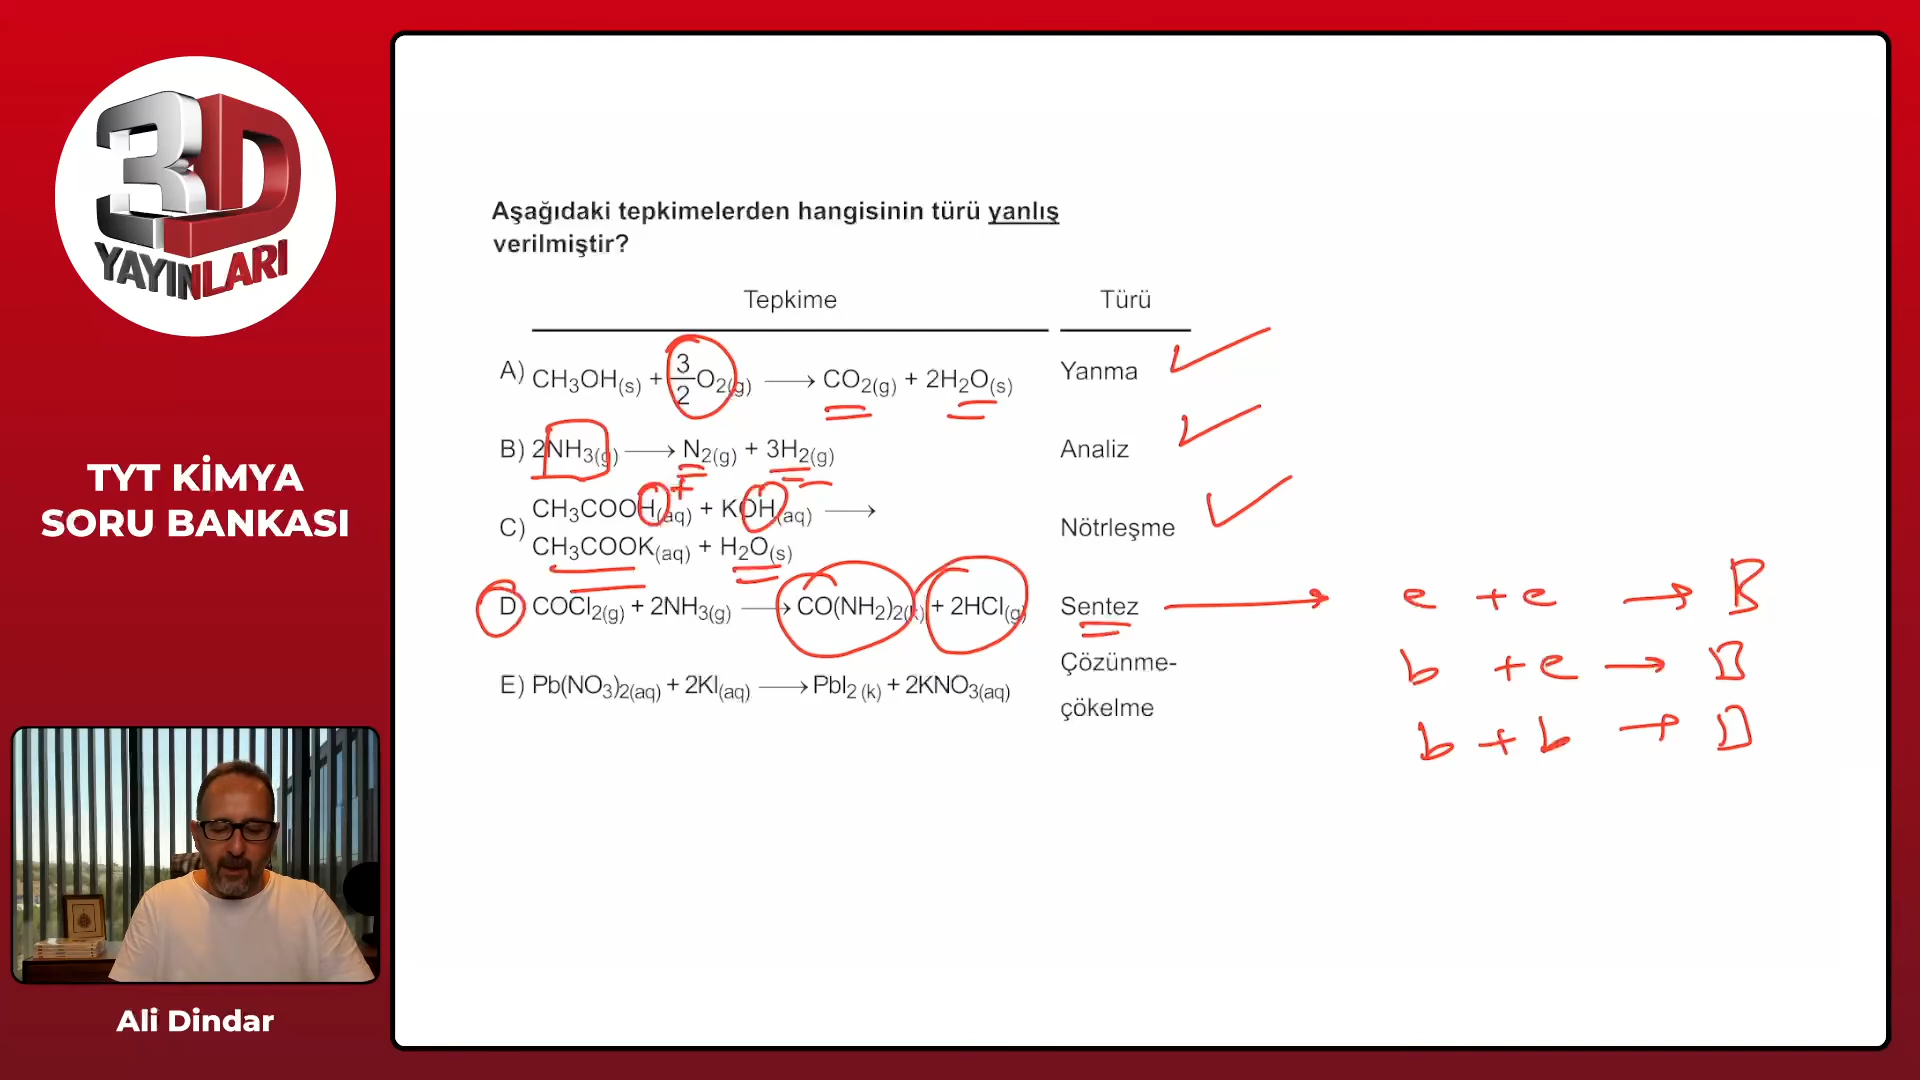 3D
YAYINLARI
TYT KİMYA
SORU BANKASI
Ali Dindar
Aşağıdaki tepkimelerden hangisinin türü yanlış
verilmiştir?
Tepkime Türü
A) CH₃OH(s) + 3/2 O₂(g) ⟶ CO₂(g) + 2H₂O(s) Yanma
B) 2NH₃(g) ⟶ N₂(g) + 3H₂(g) Analiz
C) CH₃COOH(aq) + KOH(aq) ⟶ Nötrleşme
CH₃COOK(aq) + H₂O(s)
D) COCl₂(g) + 2NH₃(g) ⟶ CO(NH₂)₂(k) + 2HCl(g) Sentez
E) Pb(NO₃)₂(aq) + 2KI(aq) ⟶ PbI₂ (k) + 2KNO₃(aq) Çözünme-
çökelme
+
e + e → B
b + e → B
b + b → B